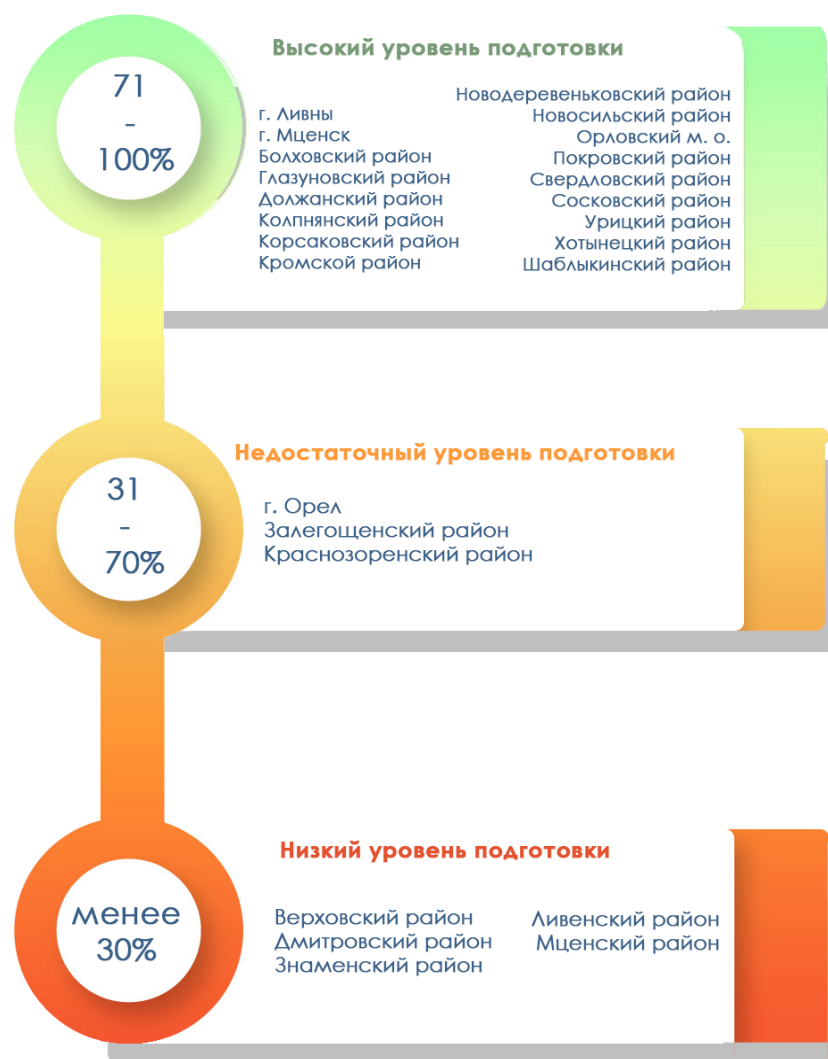 71
-
100%
Высокий уровень подготовки
г. Ливны
г. Мценск
Болховский район
Глазуновский район
Должанский район
Колпнянский район
Корсаковский район
Кромской район
Новодеревеньковский район
Новосильский район
Орловский м. о.
Покровский район
Свердловский район
Сосковский район
Урицкий район
Хотынецкий район
Шаблыкинский район
31
-
70%
Недостаточный уровень подготовки
г. Орел
Залегощенский район
Краснозоренский район
менее
30%
Низкий уровень подготовки
Верховский район
Дмитровский район
Знаменский район
Ливенский район
Мценский район